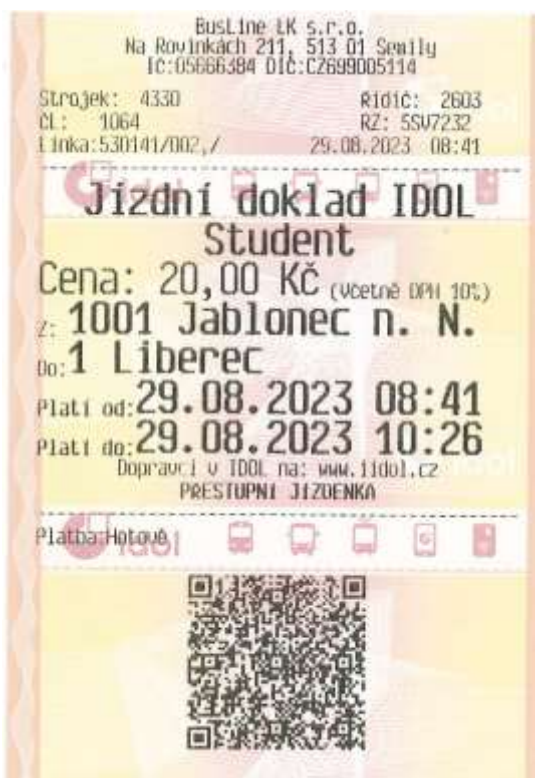 BusLine LK s.r.o.
Na Rovinkách 211, 513 01 Semily
IČ:05666384 DIČ:CZ699005114
Strojek: 4330 Řidič: 2603
ČL: 1064 RZ: 5SV7232
Linka:530141/002,/ 29.08.2023 08:41
Jízdní doklad IDOL
Student
Cena: 20,00 Kč (včetně DPH 10%)
Z: 1001 Jablonec n. N.
Do: 1 Liberec
Platí od: 29.08.2023 08:41
Platí do: 29.08.2023 10:26
Dopravci v IDOL na: www.iidol.cz
PŘESTUPNÍ JÍZDENKA
Platba:Hotově
idol